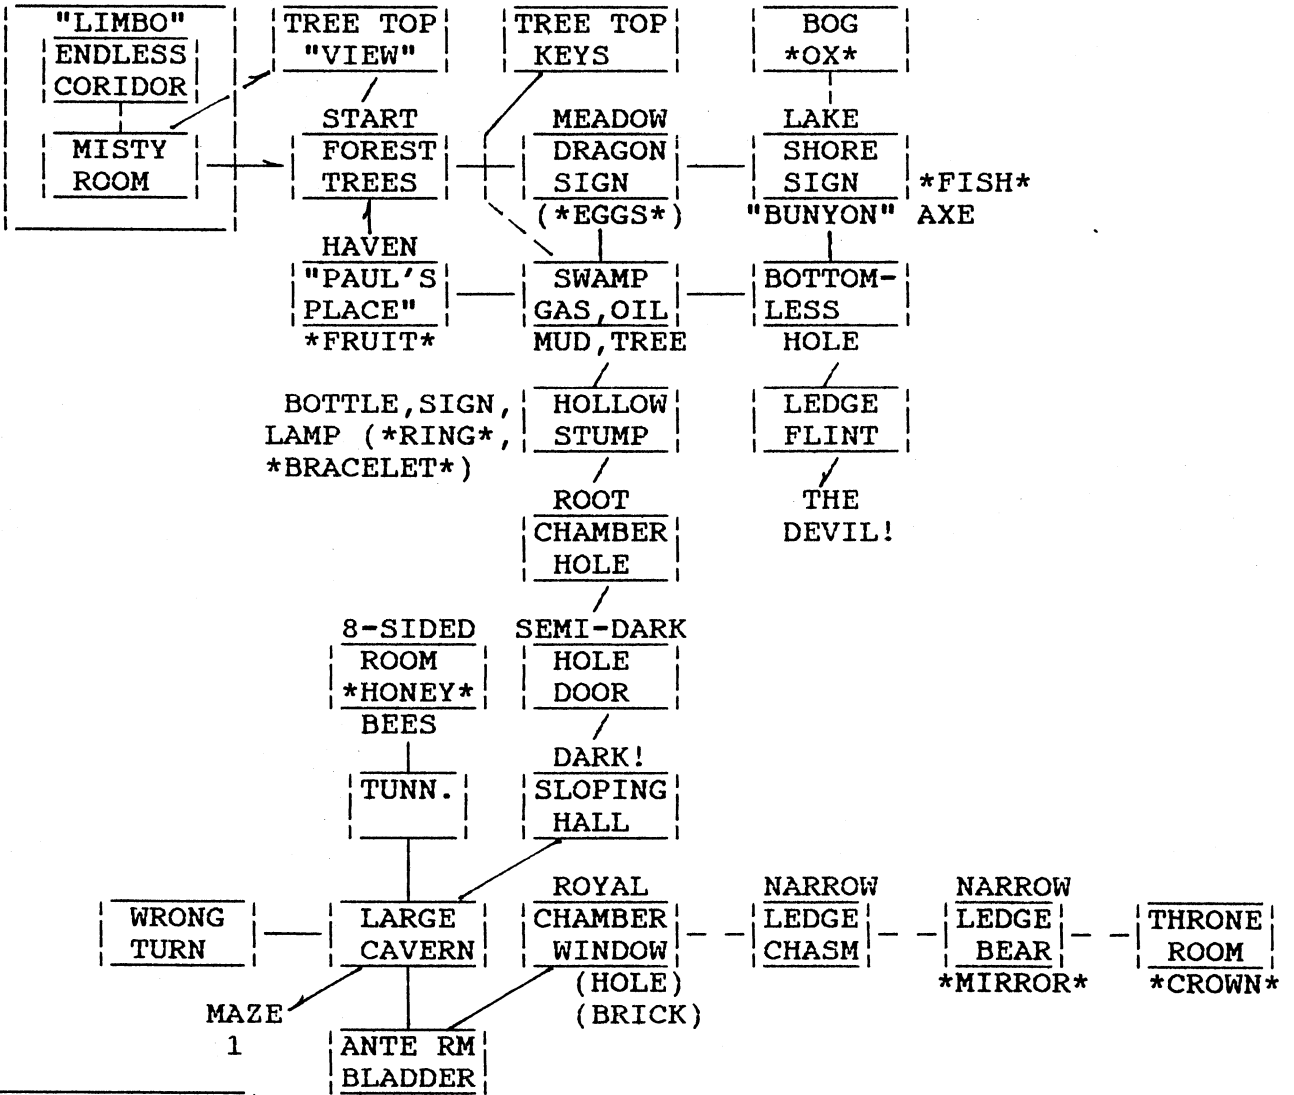 "LIMBO"
ENDLESS
CORIDOR
MISTY
ROOM
TREE TOP
"VIEW"
TREE TOP
KEYS
BOG
*OX*
START
FOREST
TREES
MEADOW
DRAGON
SIGN
(*EGGS*)
LAKE
SHORE
SIGN
*FISH*
"BUNYON" AXE
HAVEN
"PAUL'S
PLACE"
*FRUIT*
SWAMP
GAS,OIL
MUD,TREE
BOTTOM-
LESS
HOLE
BOTTLE,SIGN,
LAMP (*RING*,
*BRACELET*)
HOLLOW
STUMP
LEDGE
FLINT
ROOT
CHAMBER
HOLE
THE
DEVIL!
8-SIDED
ROOM
*HONEY*
BEES
SEMI-DARK
HOLE
DOOR
TUNN.
DARK!
SLOPING
HALL
WRONG
TURN
LARGE
CAVERN
ROYAL
CHAMBER
WINDOW
(HOLE)
(BRICK)
NARROW
LEDGE
CHASM
NARROW
LEDGE
BEAR
*MIRROR*
THRONE
ROOM
*CROWN*
MAZE
1
ANTE RM
BLADDER